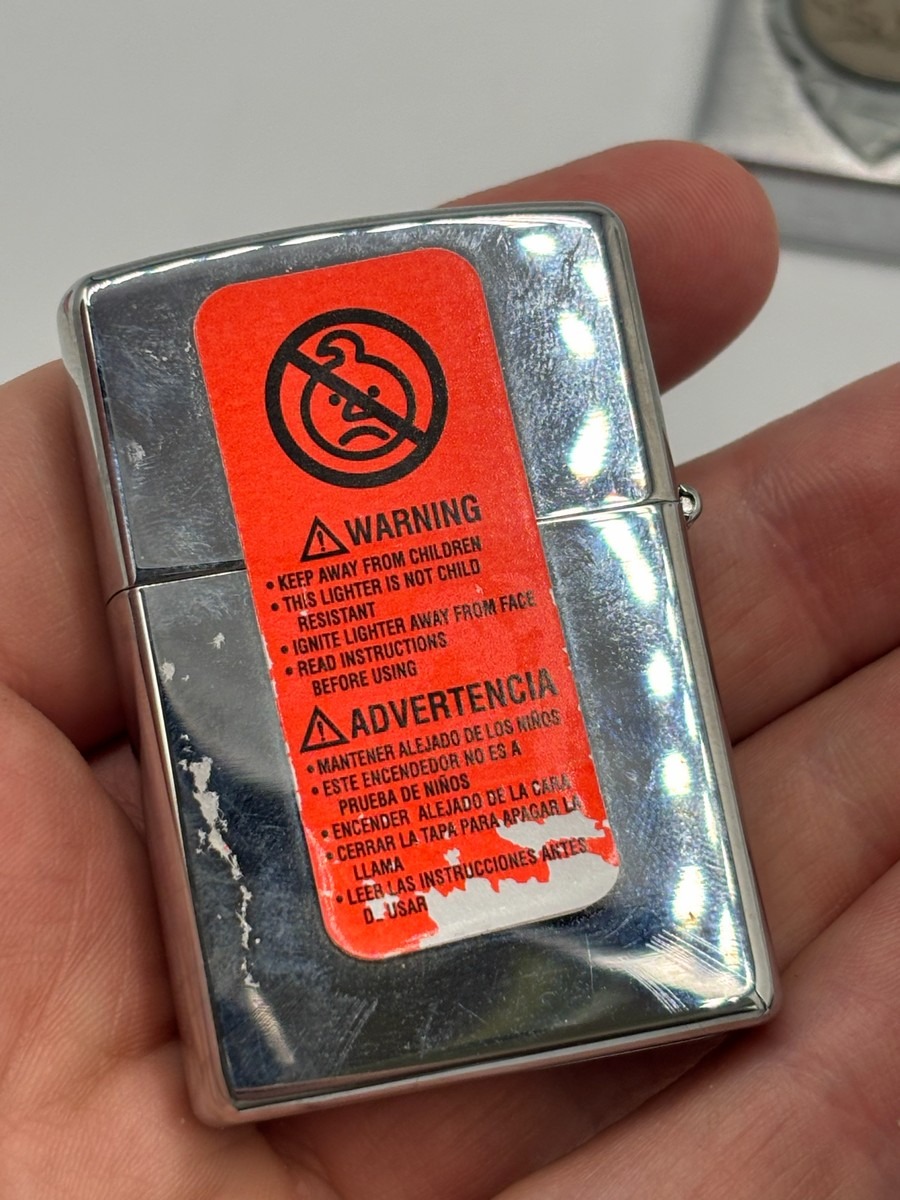 WARNING
• KEEP AWAY FROM CHILDREN
• THIS LIGHTER IS NOT CHILD
RESISTANT
• IGNITE LIGHTER AWAY FROM FACE
• READ INSTRUCTIONS
BEFORE USING
ADVERTENCIA
• MANTENER ALEJADO DE LOS NIÑOS
• ESTE ENCENDEDOR NO ES A
PRUEBA DE NIÑOS
• ENCENDER ALEJADO DE LA CARA
• CERRAR LA TAPA PARA APAGAR LA
LLAMA
• LEER LAS INSTRUCCIONES ANTES
DE USAR